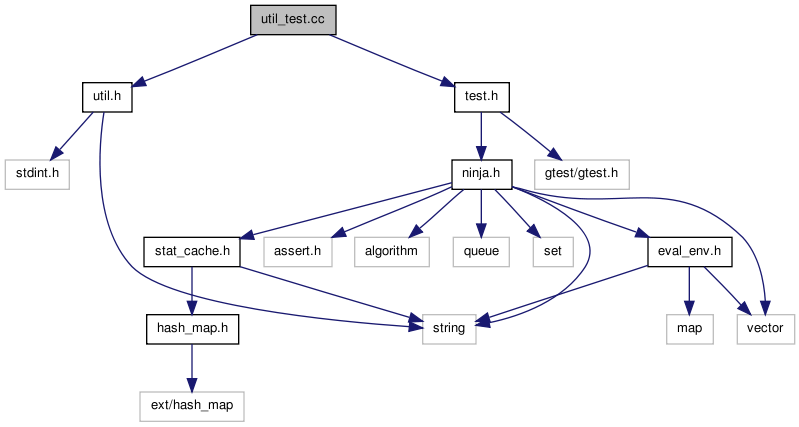 util_test.cc
util.h
test.h
stdint.h
ninja.h
gtest/gtest.h
stat_cache.h
assert.h
algorithm
queue
set
eval_env.h
hash_map.h
string
map
vector
ext/hash_map